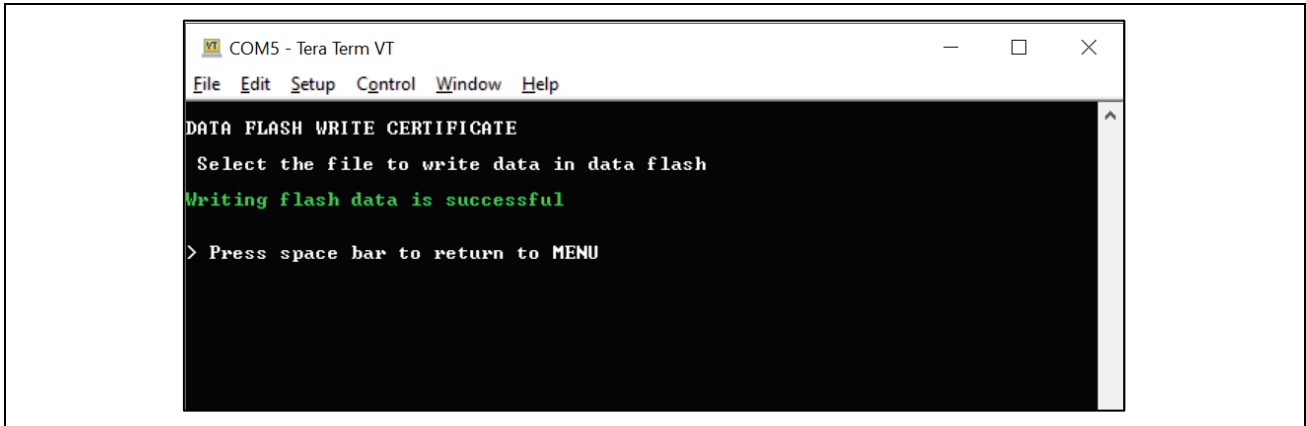 VT COM5 - Tera Term VT
File Edit Setup Control Window Help
DATA FLASH WRITE CERTIFICATE
Select the file to write data in data flash
Writing flash data is successful
> Press space bar to return to MENU